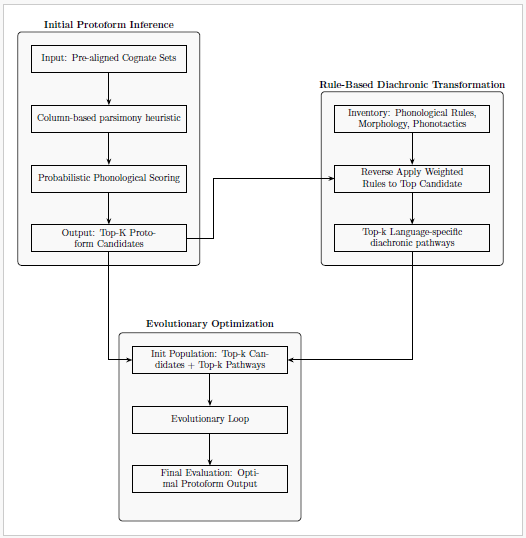 Initial Protoform Inference
Input: Pre-aligned Cognate Sets
Column-based parsimony heuristic
Probabilistic Phonological Scoring
Output: Top-K Proto-
form Candidates
Rule-Based Diachronic Transformation
Inventory: Phonological Rules,
Morphology, Phonotactics
Reverse Apply Weighted
Rules to Top Candidate
Top-k Language-specific
diachronic pathways
Evolutionary Optimization
Init Population: Top-k Can-
didates + Top-k Pathways
Evolutionary Loop
Final Evaluation: Opti-
mal Protoform Output